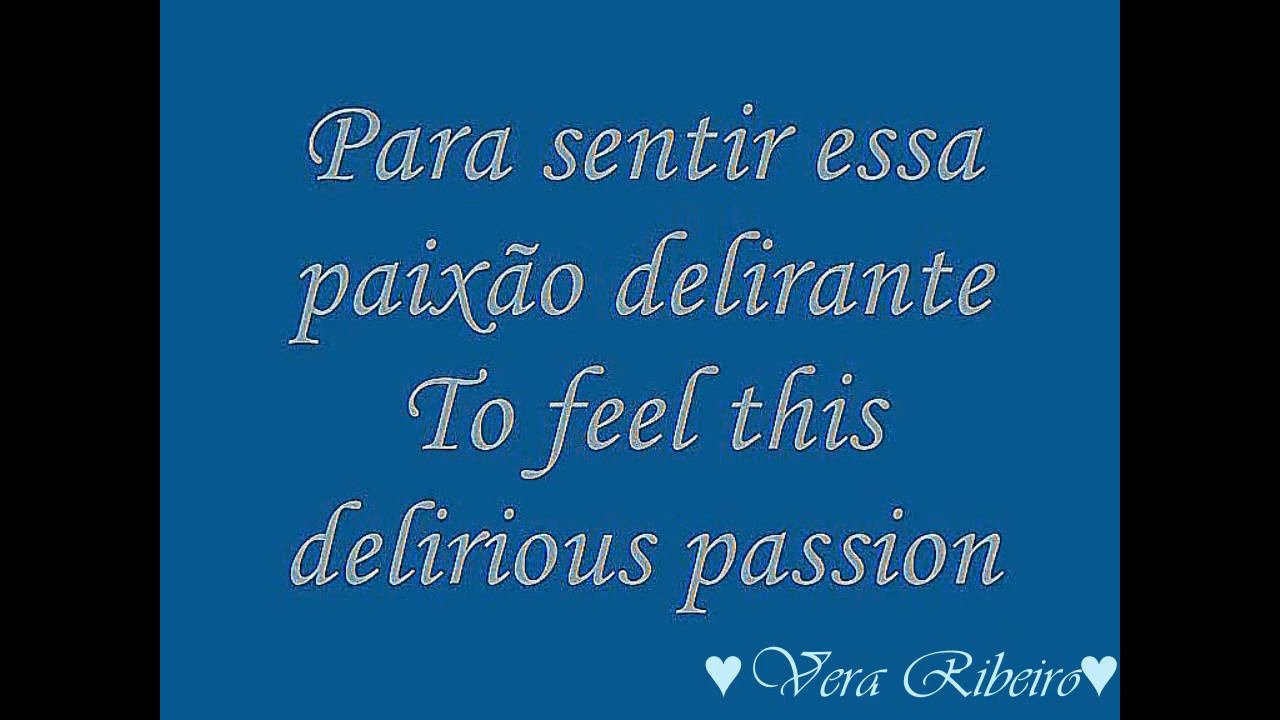 Para sentir essa
paixão delirante
To feel this
delirious passion
♥Vera Ribeiro♥